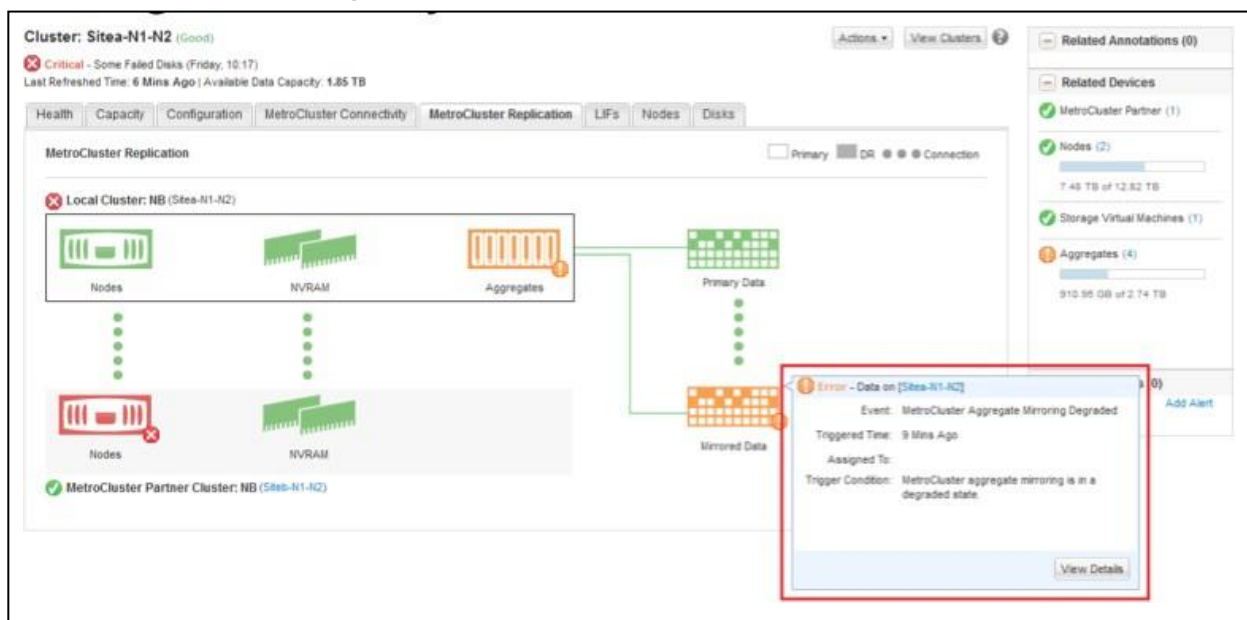 Cluster: Sitea-N1-N2 (Good)
Actions
View Clusters
Critical - Some Failed Disks (Friday, 10:17)
Last Refreshed Time: 6 Mins Ago | Available Data Capacity: 1.85 TB
Health Capacity Configuration MetroCluster Connectivity MetroCluster Replication LIFs Nodes Disks
MetroCluster Replication
Primary DR Connection
Local Cluster: NB (Sitea-N1-N2)
Nodes NVRAM Aggregates Primary Data
Nodes NVRAM Mirrored Data
MetroCluster Partner Cluster: NB (Siteb-N1-N2)
Error - Data on [Sitea-N1-N2]
Event: MetroCluster Aggregate Mirroring Degraded
Triggered Time: 9 Mins Ago
Assigned To:
Trigger Condition: MetroCluster aggregate mirroring is in a
degraded state.
View Details
Related Annotations (0)
Related Devices
MetroCluster Partner (1)
Nodes (2)
7.48 TB of 12.82 TB
Storage Virtual Machines (1)
Aggregates (4)
910.95 GB of 2.74 TB
(0)
Add Alert